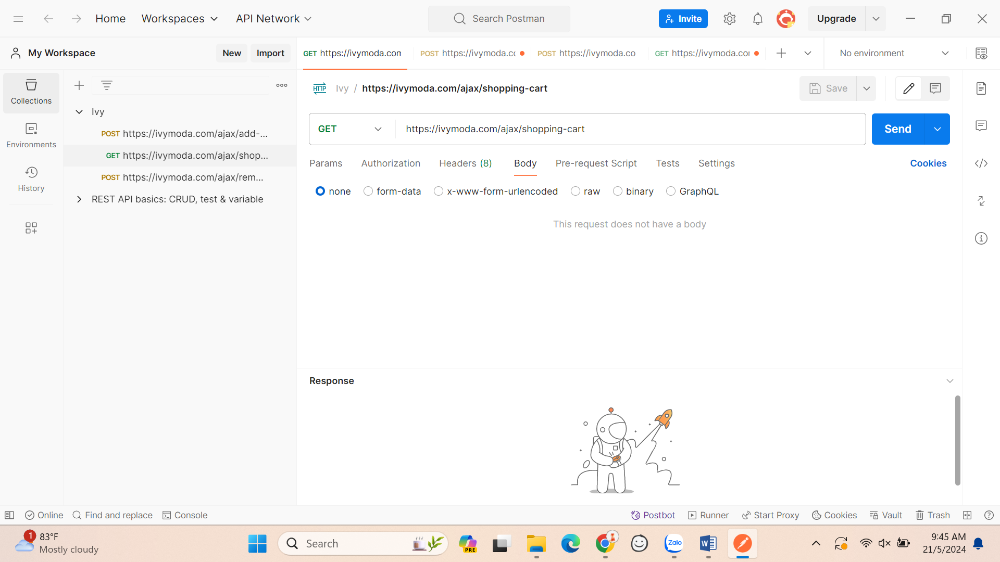 Home Workspaces API Network Search Postman Invite Upgrade
My Workspace New Import GET https://ivymoda.con POST https://ivymoda.cc POST https://ivymoda.co GET https://ivymoda.cor No environment
Collections
Environments
History
Ivy
POST https://ivymoda.com/ajax/add-...
GET https://ivymoda.com/ajax/shop...
POST https://ivymoda.com/ajax/rem...
REST API basics: CRUD, test & variable
HTTP Ivy / https://ivymoda.com/ajax/shopping-cart Save
GET https://ivymoda.com/ajax/shopping-cart Send
Params Authorization Headers (8) Body Pre-request Script Tests Settings Cookies
none form-data x-www-form-urlencoded raw binary GraphQL
This request does not have a body
Response
Online Find and replace Console Postbot Runner Start Proxy Cookies Vault Trash
1 83°F
Mostly cloudy
Search
PRE
Zalo
9:45 AM
21/5/2024